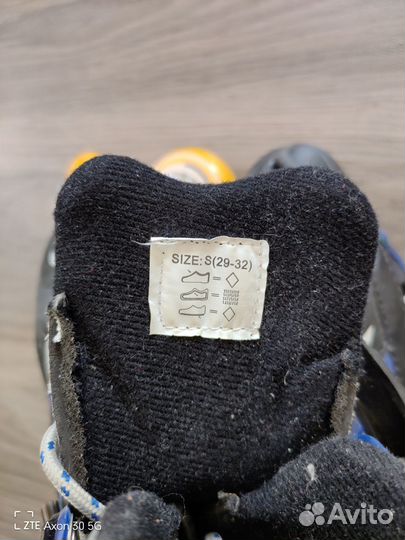 SIZE: S(29-32)
=
=
=
ZTE Axon 30 5G
Avito